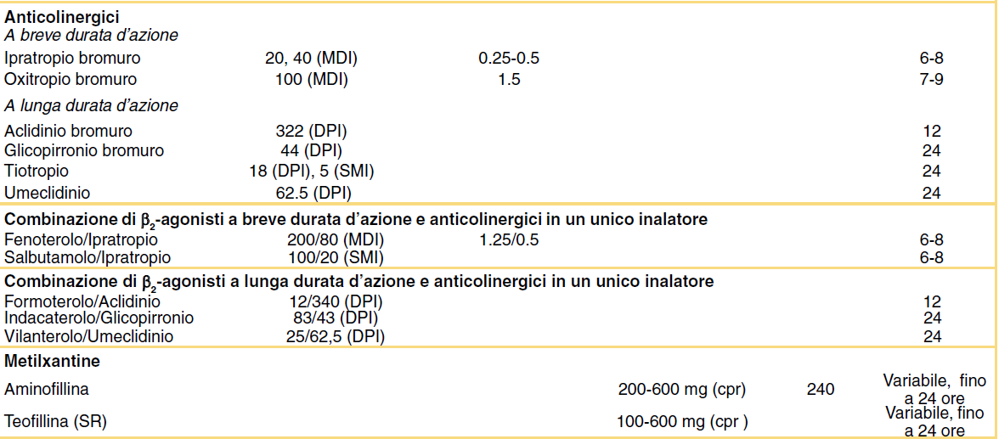 Anticolinergici
A breve durata d’azione
Ipratropio bromuro 20, 40 (MDI) 0.25-0.5 6-8
Oxitropio bromuro 100 (MDI) 1.5 7-9
A lunga durata d’azione
Aclidinio bromuro 322 (DPI) 12
Glicopirronio bromuro 44 (DPI) 24
Tiotropio 18 (DPI), 5 (SMI) 24
Umeclidinio 62.5 (DPI) 24
Combinazione di β2-agonisti a breve durata d’azione e anticolinergici in un unico inalatore
Fenoterolo/Ipratropio 200/80 (MDI) 1.25/0.5 6-8
Salbutamolo/Ipratropio 100/20 (SMI) 6-8
Combinazione di β2-agonisti a lunga durata d’azione e anticolinergici in un unico inalatore
Formoterolo/Aclidinio 12/340 (DPI) 12
Indacaterolo/Glicopirronio 83/43 (DPI) 24
Vilanterolo/Umeclidinio 25/62,5 (DPI) 24
Metilxantine
Aminofillina 200-600 mg (cpr) 240 Variabile, fino
a 24 ore
Teofillina (SR) 100-600 mg (cpr ) Variabile, fino
a 24 ore